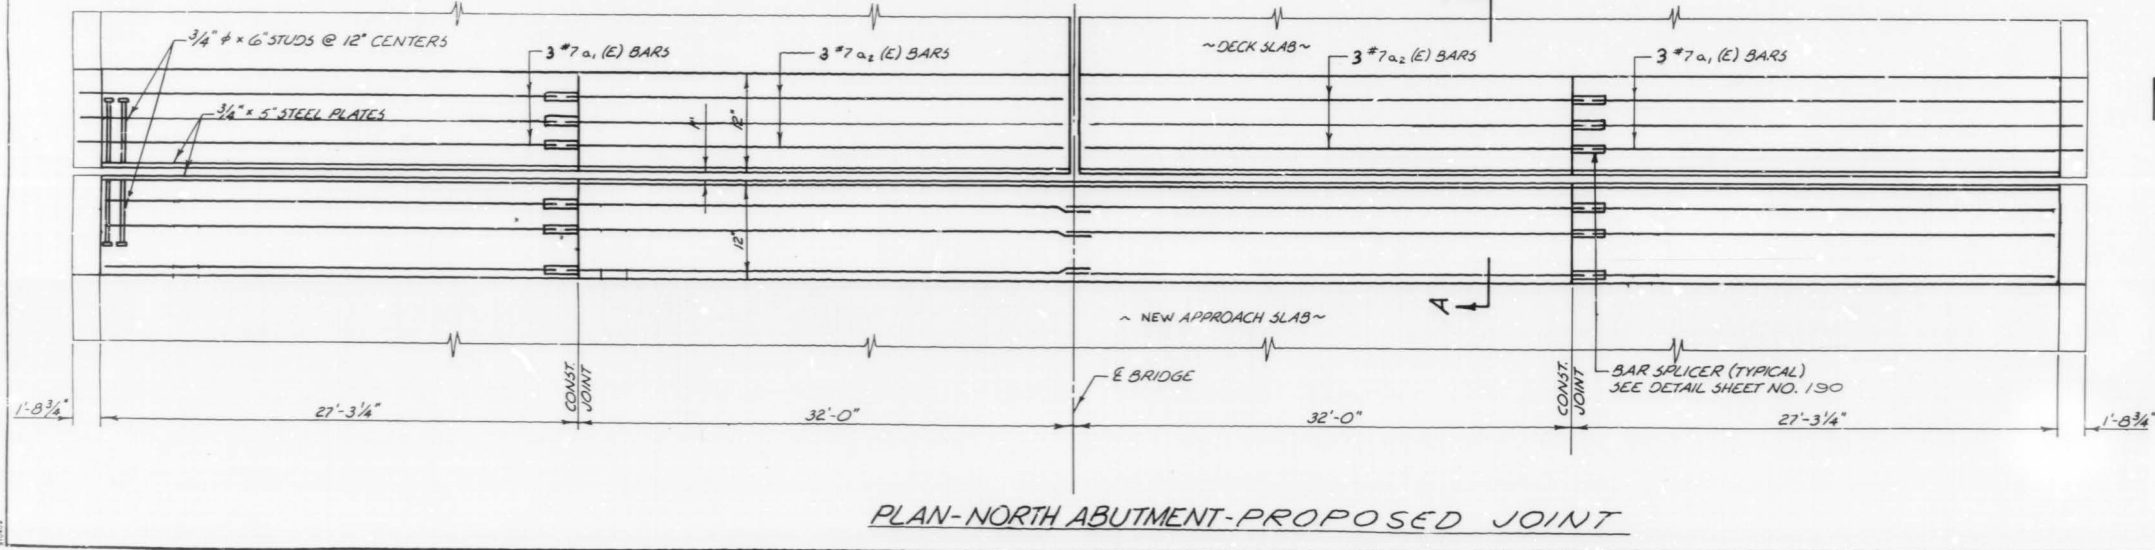 3/4" ϕ x 6" STUDS @ 12" CENTERS
3 #7 a1 (E) BARS
3 #7 a2 (E) BARS
~DECK SLAB~
3 #7 a2 (E) BARS
3 #7 a1 (E) BARS
3/4" x 5" STEEL PLATES
1"
12"
12"
A
~ NEW APPROACH SLAB~
CONST. JOINT
℄ BRIDGE
CONST. JOINT
BAR SPLICER (TYPICAL)
SEE DETAIL SHEET NO. 190
1'-8 3/4"
27'-3 1/4"
32'-0"
32'-0"
27'-3 1/4"
1'-8 3/4"
PLAN-NORTH ABUTMENT-PROPOSED JOINT